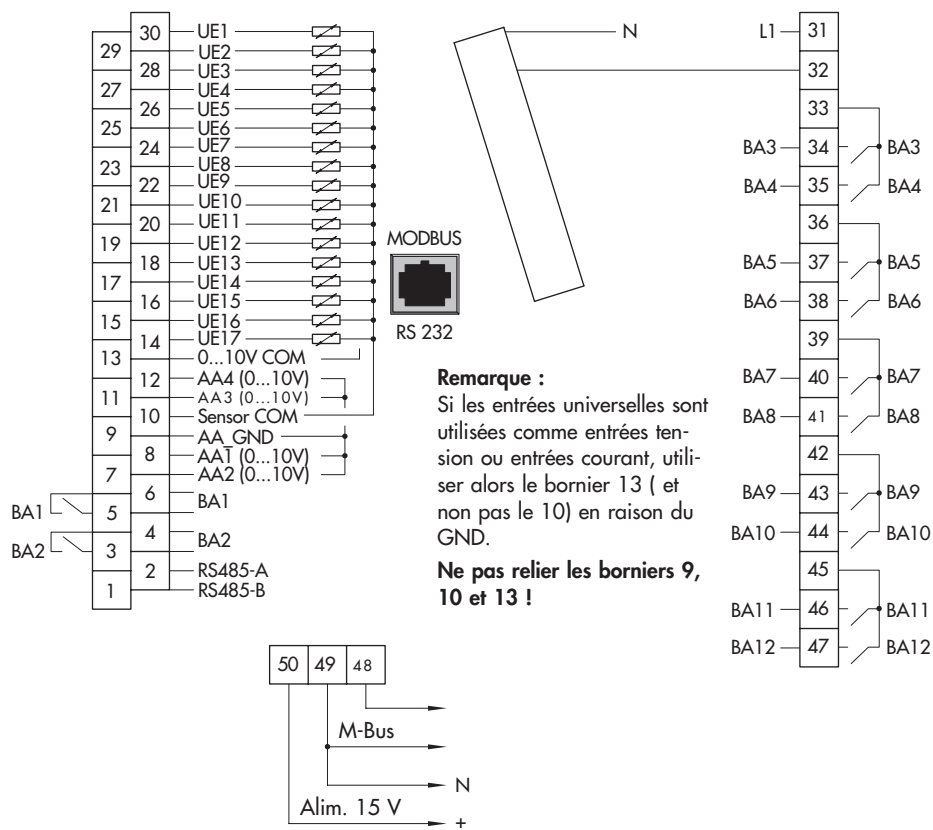 30 UE1
29 UE2
28 UE3
27 UE4
26 UE5
25 UE6
24 UE7
23 UE8
22 UE9
21 UE10
20 UE11
19 UE12
18 UE13
17 UE14
16 UE15
15 UE16
14 UE17
13 0...10V COM
12 AA4 (0...10V)
11 AA3 (0...10V)
10 Sensor COM
9 AA_GND
8 AA1 (0...10V)
7 AA2 (0...10V)
6 BA1
BA1 5
4 BA2
BA2 3
2 RS485-A
1 RS485-B
MODBUS
RS 232
N
Remarque :
Si les entrées universelles sont
utilisées comme entrées ten-
sion ou entrées courant, utili-
ser alors le bornier 13 ( et
non pas le 10) en raison du
GND.
Ne pas relier les borniers 9,
10 et 13 !
L1 31
32
33
BA3 34 BA3
BA4 35 BA4
36
BA5 37 BA5
BA6 38 BA6
39
BA7 40 BA7
BA8 41 BA8
42
BA9 43 BA9
BA10 44 BA10
45
BA11 46 BA11
BA12 47 BA12
50 49 48
M-Bus
N
Alim. 15 V
+